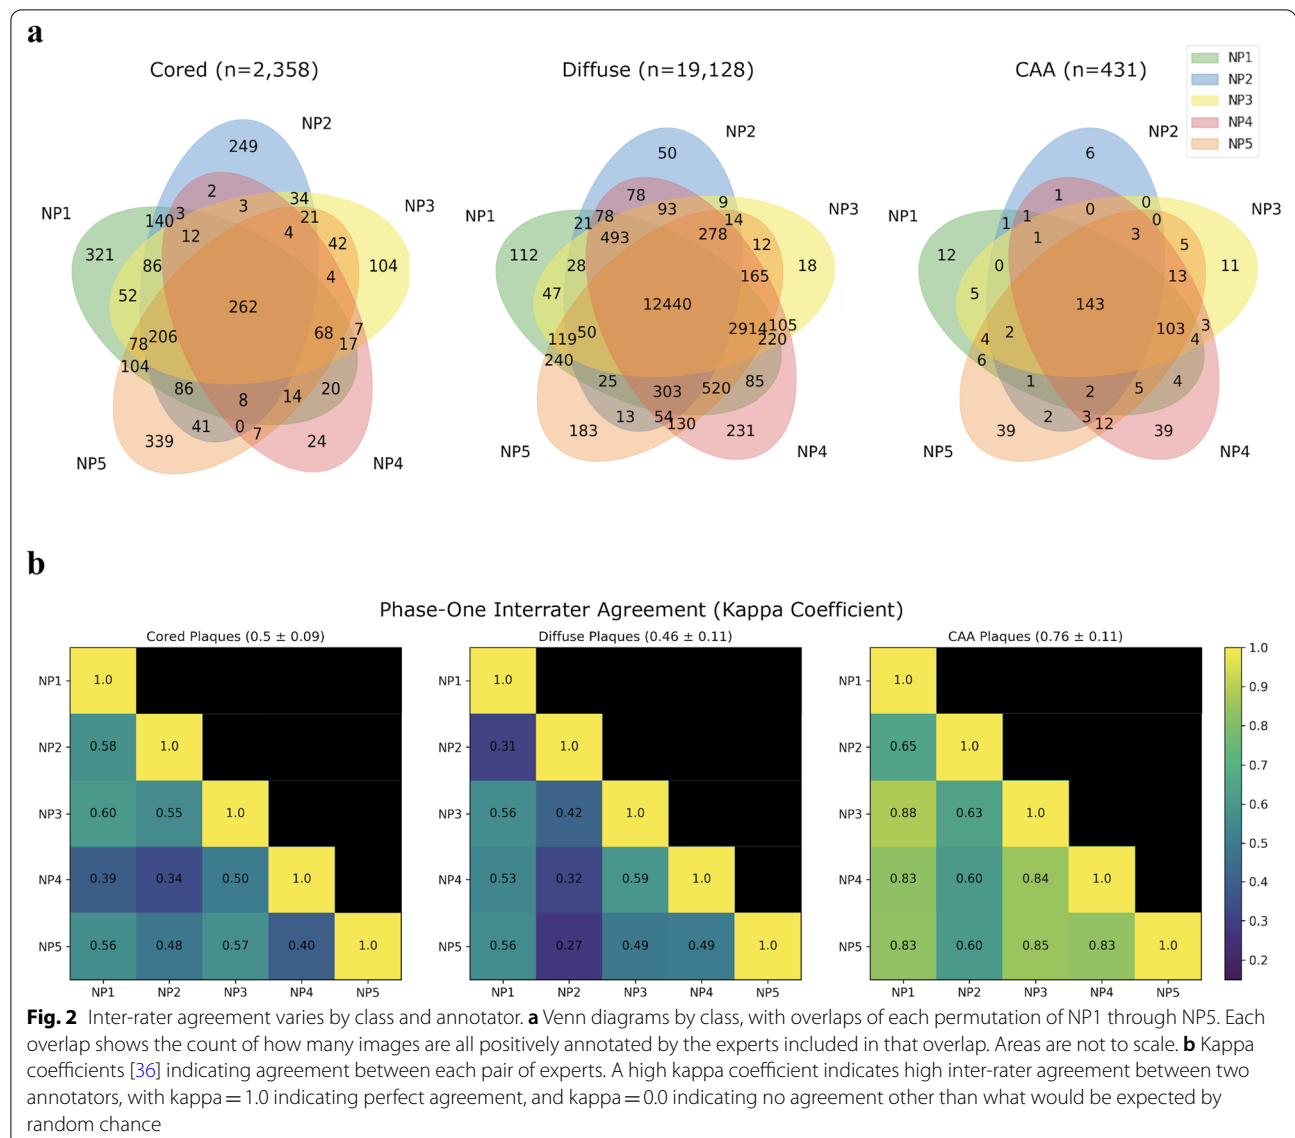 a
Cored (n=2,358)
NP1
NP2
NP3
NP4
NP5
249
2
34
140
3
3
21
12
4
42
321
86
4
104
52
262
78
206
68
7
17
104
86
8
14
20
41
0
7
339
24
Diffuse (n=19,128)
NP1
NP2
NP3
NP4
NP5
50
78
9
21
78
93
14
493
278
12
112
28
165
18
47
12440
119
50
2914
105
220
240
25
303
520
85
13
54
130
183
231
CAA (n=431)
NP1
NP2
NP3
NP4
NP5
6
1
0
1
1
0
0
1
3
5
12
0
13
11
5
143
4
2
103
3
4
6
1
2
5
4
2
3
12
39
39
NP1
NP2
NP3
NP4
NP5
b
Phase-One Interrater Agreement (Kappa Coefficient)
Cored Plaques (0.5 ± 0.09)
NP1 1.0
NP2 0.58 1.0
NP3 0.60 0.55 1.0
NP4 0.39 0.34 0.50 1.0
NP5 0.56 0.48 0.57 0.40 1.0
NP1 NP2 NP3 NP4 NP5
Diffuse Plaques (0.46 ± 0.11)
NP1 1.0
NP2 0.31 1.0
NP3 0.56 0.42 1.0
NP4 0.53 0.32 0.59 1.0
NP5 0.56 0.27 0.49 0.49 1.0
NP1 NP2 NP3 NP4 NP5
CAA Plaques (0.76 ± 0.11)
NP1 1.0
NP2 0.65 1.0
NP3 0.88 0.63 1.0
NP4 0.83 0.60 0.84 1.0
NP5 0.83 0.60 0.85 0.83 1.0
NP1 NP2 NP3 NP4 NP5
1.0
0.9
0.8
0.7
0.6
0.5
0.4
0.3
0.2
Fig. 2 Inter-rater agreement varies by class and annotator. a Venn diagrams by class, with overlaps of each permutation of NP1 through NP5. Each
overlap shows the count of how many images are all positively annotated by the experts included in that overlap. Areas are not to scale. b Kappa
coefficients [36] indicating agreement between each pair of experts. A high kappa coefficient indicates high inter-rater agreement between two
annotators, with kappa = 1.0 indicating perfect agreement, and kappa = 0.0 indicating no agreement other than what would be expected by
random chance